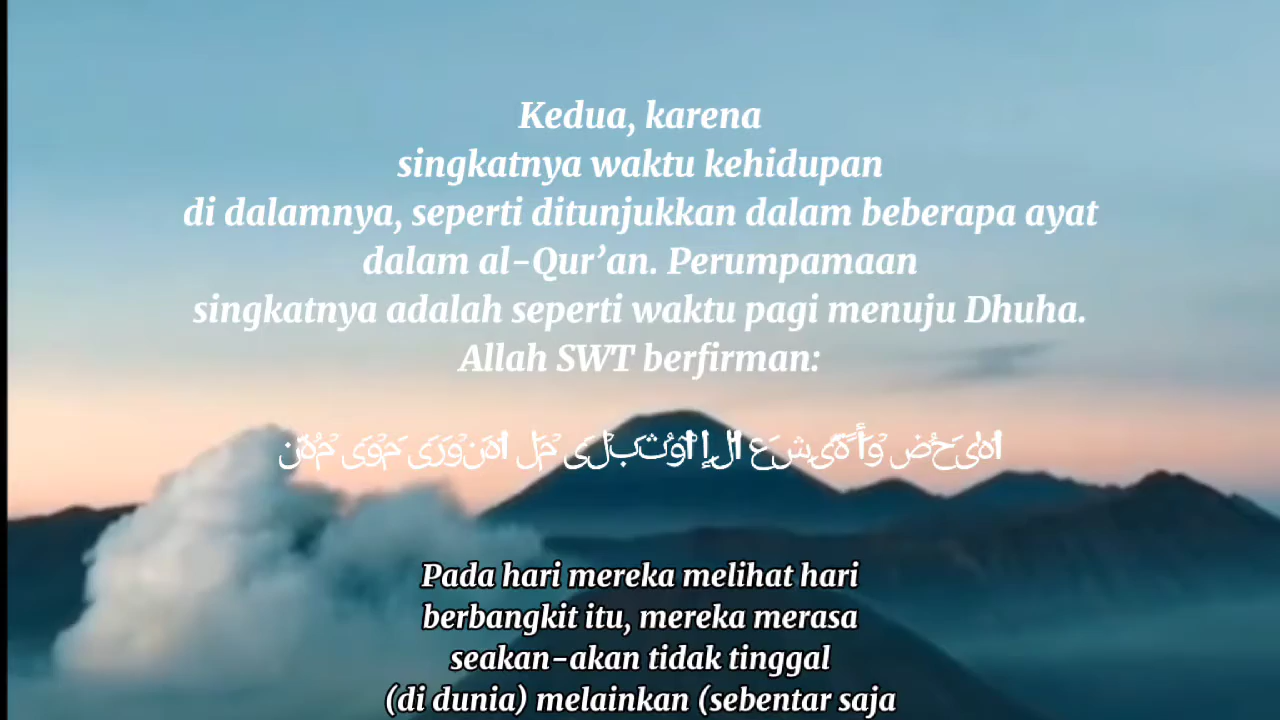 Kedua, karena
singkatnya waktu kehidupan
di dalamnya, seperti ditunjukkan dalam beberapa ayat
dalam al-Qur’an. Perumpamaan
singkatnya adalah seperti waktu pagi menuju Dhuha.
Allah SWT berfirman:
نَّهُمْ يَوْمَ يَرَوْنَهَا لَمْ يَلْبَثُوْٓا إِلَّا عَشِيَّةً أَوْ ضُحٰىهَا
Pada hari mereka melihat hari
berbangkit itu, mereka merasa
seakan-akan tidak tinggal
(di dunia) melainkan (sebentar saja